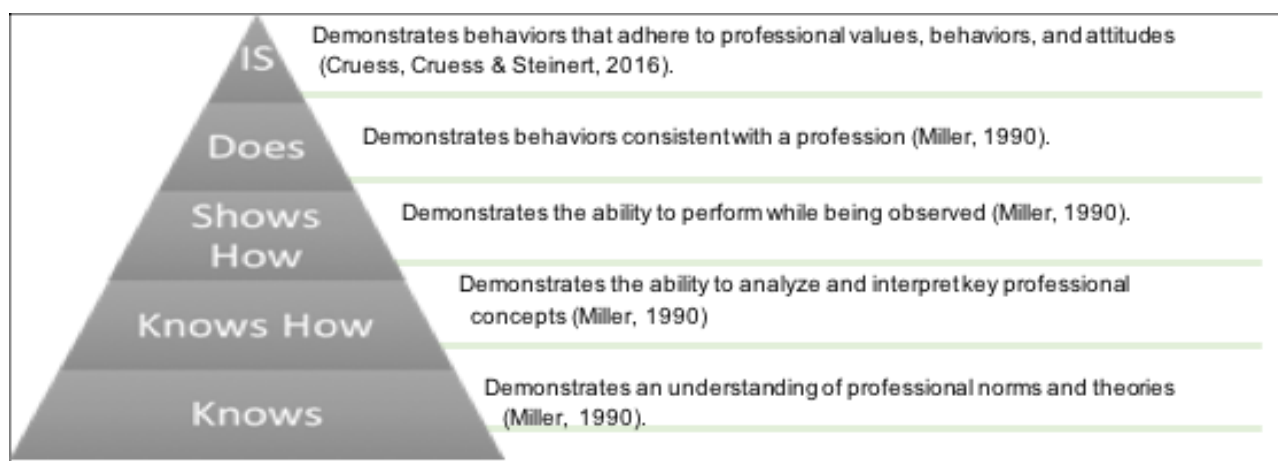 IS
Demonstrates behaviors that adhere to professional values, behaviors, and attitudes
(Cruess, Cruess & Steinert, 2016).
Does
Demonstrates behaviors consistent with a profession (Miller, 1990).
Shows
How
Demonstrates the ability to perform while being observed (Miller, 1990).
Knows How
Demonstrates the ability to analyze and interpret key professional
concepts (Miller, 1990)
Knows
Demonstrates an understanding of professional norms and theories
(Miller, 1990).